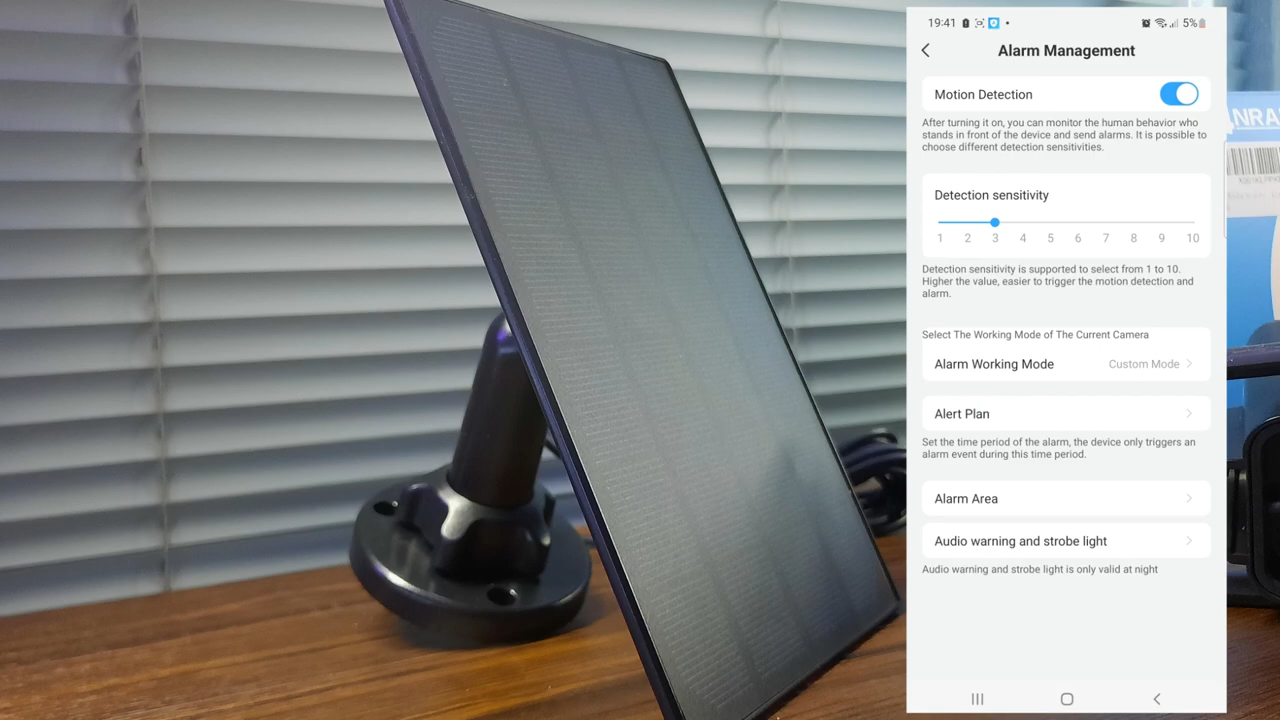 19:41
5%
Alarm Management
Motion Detection
After turning it on, you can monitor the human behavior who
stands in front of the device and send alarms. It is possible to
choose different detection sensitivities.
Detection sensitivity
1 2 3 4 5 6 7 8 9 10
Detection sensitivity is supported to select from 1 to 10.
Higher the value, easier to trigger the motion detection and
alarm.
Select The Working Mode of The Current Camera
Alarm Working Mode Custom Mode
Alert Plan
Set the time period of the alarm, the device only triggers an
alarm event during this time period.
Alarm Area
Audio warning and strobe light
Audio warning and strobe light is only valid at night
NRA